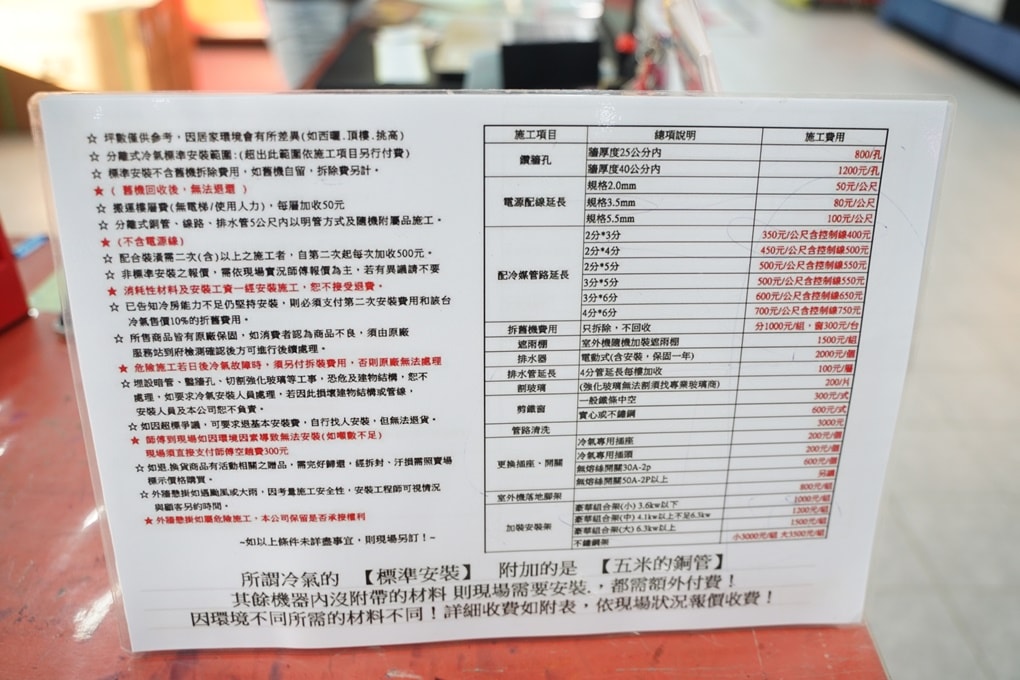 ☆ 坪數僅供參考，因居家環境會有所差異(如西曬.頂樓.挑高)
☆ 分離式冷氣標準安裝範圍:(超出此範圍依施工項目另行付費)
☆ 標準安裝不含舊機拆除費用，如舊機自留，拆除費另計。
★ ( 舊機回收後，無法退還 )
☆ 搬運樓層費(無電梯/使用人力)，每層加收50元
☆ 分離式銅管、線路、排水管5公尺內以明管方式及隨機附屬品施工。
★ (不含電源線)
☆ 配合裝潢需二次(含)以上之施工者，自第二次起每次加收500元。
☆ 非標準安裝之報價，需依現場實況師傅報價為主，若有異議請不要
★ 消耗性材料及安裝工資一經安裝施工，恕不接受退費。
☆ 已告知冷房能力不足仍堅持安裝，則必須支付第二次安裝費用和該台
冷氣售價10%的折舊費用。
☆ 所售商品皆有原廠保固，如消費者認為商品不良，須由原廠
服務站到府檢測確認後方可進行後續處理。
★ 危險施工若日後冷氣故障時，須另付拆裝費用，否則原廠無法處理
☆ 埋設暗管、鑿牆孔、切割強化玻璃等工事，恐危及建物結構，恕不
處理，如要求冷氣安裝人員處理，若因此損壞建物結構或管線，
安裝人員及本公司恕不負責。
☆ 如因超標爭議，可要求退基本安裝費，自行找人安裝，但無法退貨。
★ 師傅到現場如因環境因素導致無法安裝(如噸數不足)
現場須直接支付師傅空趟費300元
☆ 如退.換貨商品有活動相關之贈品，需完好歸還，經拆封、汙損需照賣場
標示價格購買。
☆ 外牆懸掛如遇颱風或大雨，因考量施工安全性，安裝工程師可視情況
與顧客另約時間。
★ 外牆懸掛如屬危險施工，本公司保留是否承接權利
~如以上條件未詳盡事宜，則現場另訂！~
施工項目 總項說明 施工費用
鑽牆孔 牆厚度25公分內 800/孔
牆厚度40公分內 1200元/孔
電源配線延長 規格2.0mm 50元/公尺
規格3.5mm 80元/公尺
規格5.5mm 100元/公尺
配冷媒管路延長 2分*3分 350元/公尺含控制線400元
2分*4分 450元/公尺含控制線500元
2分*5分 500元/公尺含控制線550元
3分*5分 500元/公尺含控制線550元
3分*6分 600元/公尺含控制線650元
4分*6分 700元/公尺含控制線750元
拆舊機費用 只拆除，不回收 分1000元/組，窗300元/台
遮雨棚 室外機隨機加裝遮雨棚 1500元/組
排水器 電動式(含安裝，保固一年) 2000元/個
排水管延長 4分管延長每樓加收 100元/層
割玻璃 (強化玻璃無法割須找專業玻璃商) 200/片
剪鐵窗 一般鐵條中空 300元/式
實心或不鏽鋼 600元/式
管路清洗 3000元
更換插座、開關 冷氣專用插座 200元/個
冷氣專用插頭 200元/個
無熔絲開關30A-2p 600元/個
無熔絲開關50A-2P以上 另議
室外機落地腳架 800元/組
加裝安裝架 豪華組合架(小) 3.6kw以下 1000元/組
豪華組合架(中) 4.1kw以上不足6.3kw 1200元/組
豪華組合架(大) 6.3kw以上 1500元/組
不鏽鋼架 小3000元/組 大3500元/組
所謂冷氣的 【標準安裝】 附加的是 【五米的銅管】
其餘機器內沒附帶的材料 則現場需要安裝.，都需額外付費！
因環境不同所需的材料不同！詳細收費如附表，依現場狀況報價收費！